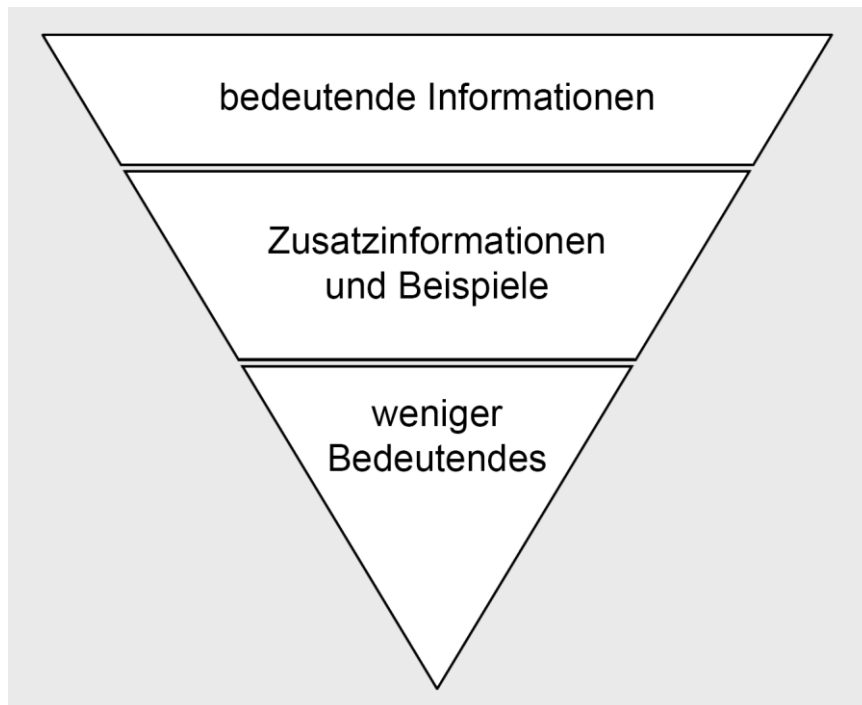 bedeutende Informationen
Zusatzinformationen
und Beispiele
weniger
Bedeutendes